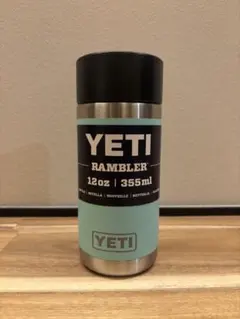 YETI
RAMBLER
12oz | 355ml
YETI